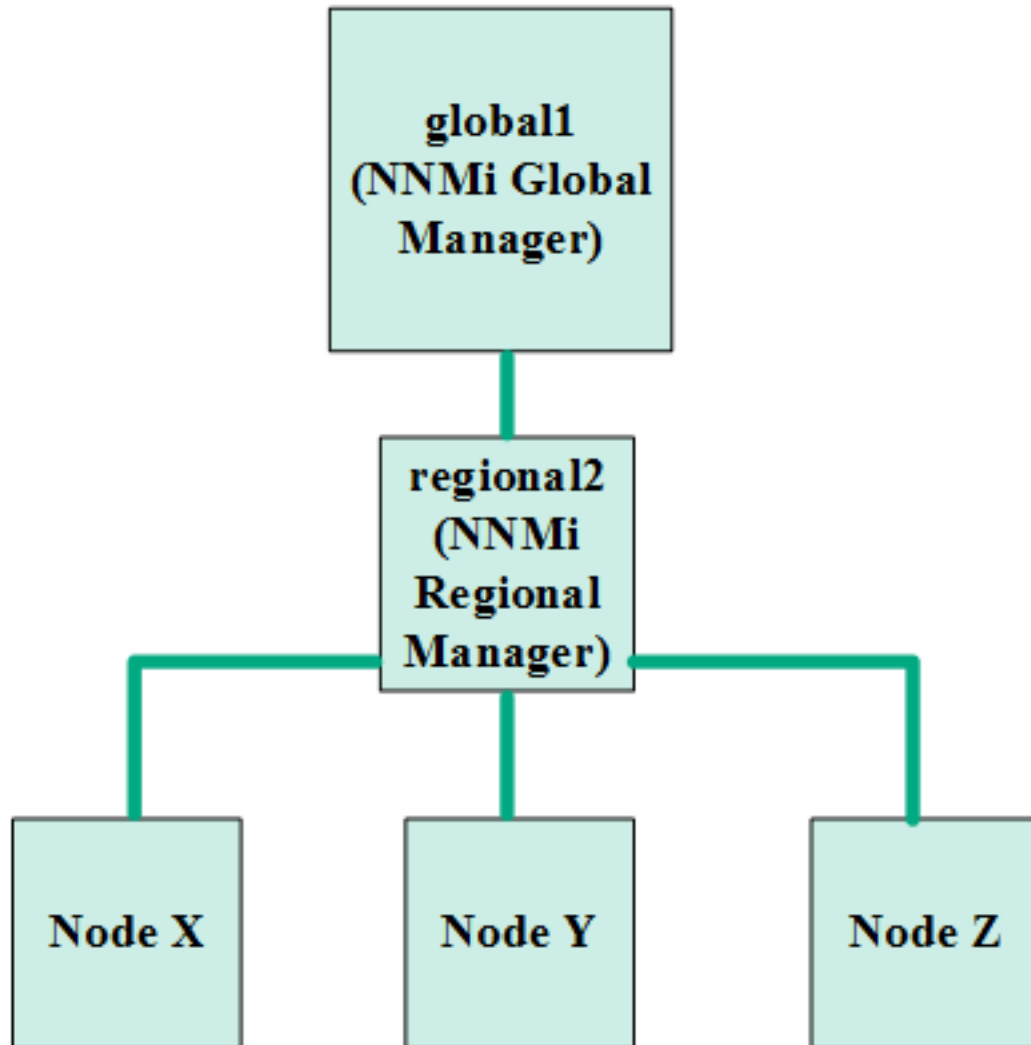 global1
(NNMi Global
Manager)
regional2
(NNMi
Regional
Manager)
Node X
Node Y
Node Z